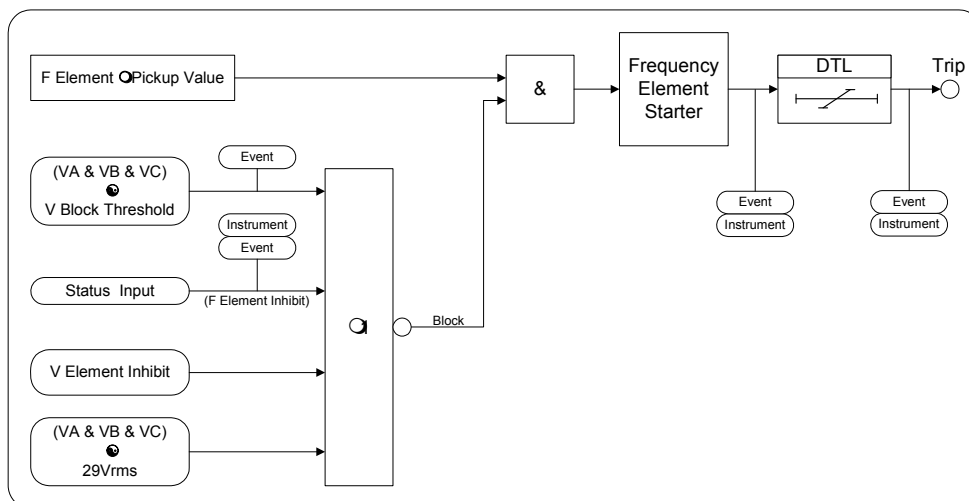 F Element Pickup Value
&
Frequency
Element
Starter
DTL
Trip
Event
Instrument
Event
Instrument
(VA & VB & VC)
V Block Threshold
Event
Instrument
Event
Status Input
(F Element Inhibit)
Block
V Element Inhibit
(VA & VB & VC)
29Vrms